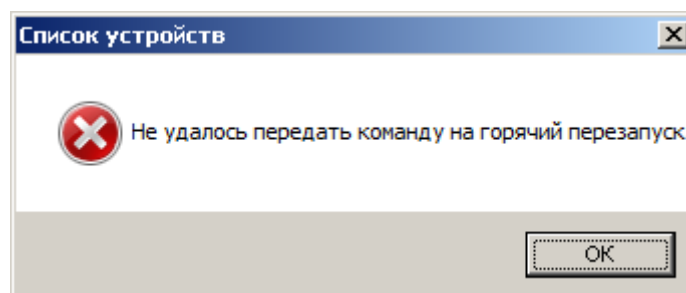 Список устройств
Не удалось передать команду на горячий перезапуск
OK